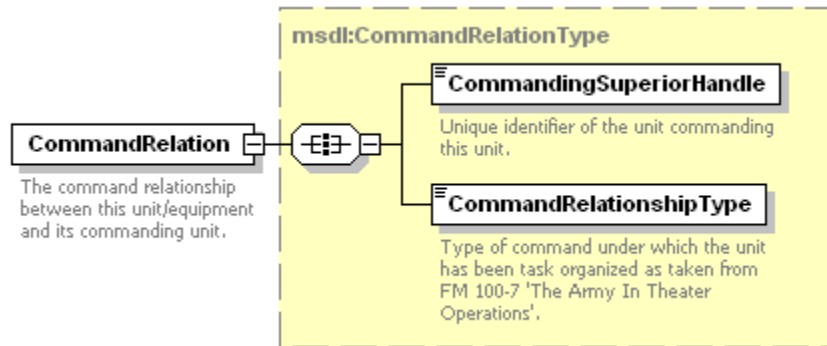 msdl:CommandRelationType
CommandingSuperiorHandle
Unique identifier of the unit commanding
this unit.
CommandRelation
The command relationship
between this unit/equipment
and its commanding unit.
CommandRelationshipType
Type of command under which the unit
has been task organized as taken from
FM 100-7 'The Army In Theater
Operations'.